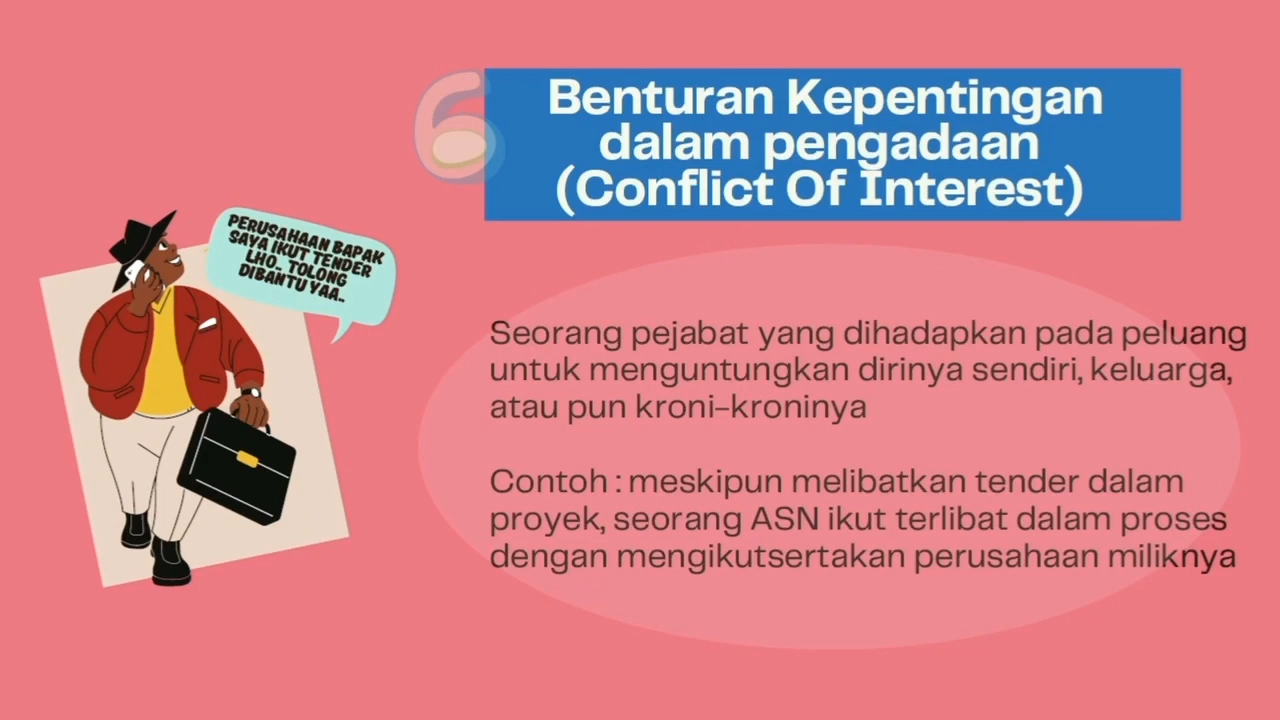 6
Benturan Kepentingan
dalam pengadaan
(Conflict Of Interest)
PERUSAHAAN BAPAK
SAYA IKUT TENDER
LHO.. TOLONG
DIBANTU YAA..
Seorang pejabat yang dihadapkan pada peluang
untuk menguntungkan dirinya sendiri, keluarga,
atau pun kroni-kroninya
Contoh : meskipun melibatkan tender dalam
proyek, seorang ASN ikut terlibat dalam proses
dengan mengikutsertakan perusahaan miliknya